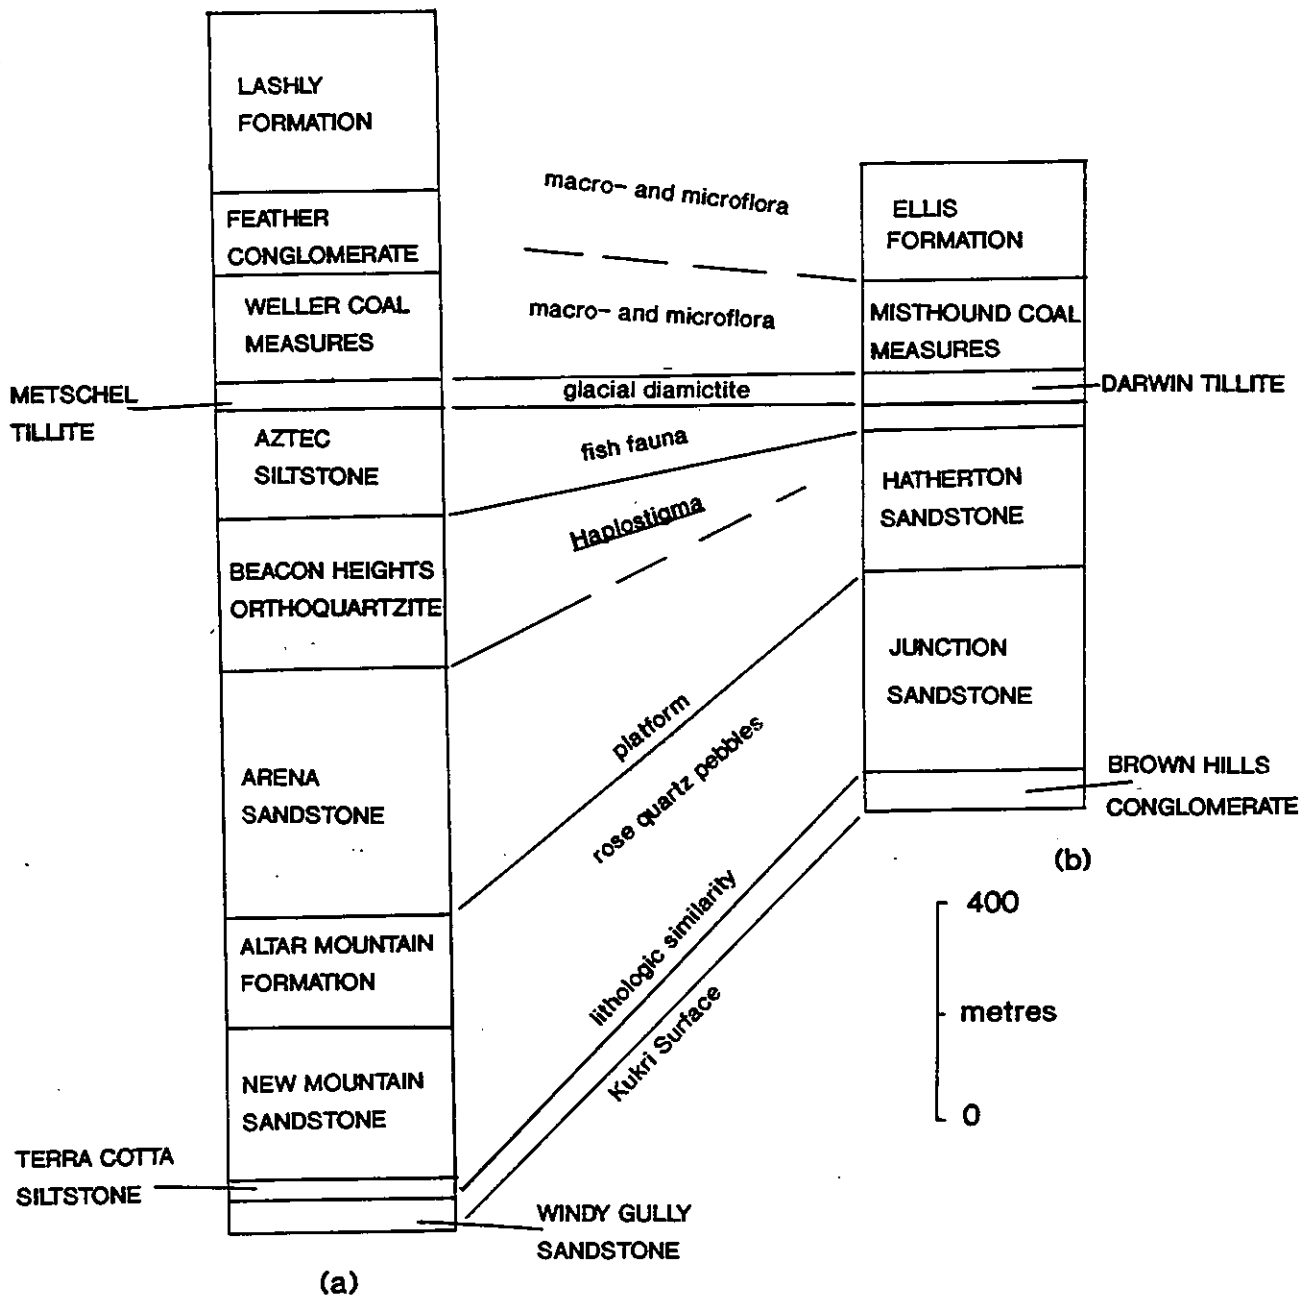 LASHLY
FORMATION
FEATHER
CONGLOMERATE
WELLER COAL
MEASURES
METSCHEL
TILLITE
AZTEC
SILTSTONE
BEACON HEIGHTS
ORTHOQUARTZITE
ARENA
SANDSTONE
ALTAR MOUNTAIN
FORMATION
NEW MOUNTAIN
SANDSTONE
TERRA COTTA
SILTSTONE
WINDY GULLY
SANDSTONE
(a)
macro- and microflora
macro- and microflora
glacial diamictite
fish fauna
Haplostigma
platform
rose quartz pebbles
lithologic similarity
Kukri Surface
ELLIS
FORMATION
MISTHOUND COAL
MEASURES
DARWIN TILLITE
HATHERTON
SANDSTONE
JUNCTION
SANDSTONE
BROWN HILLS
CONGLOMERATE
(b)
400
metres
0